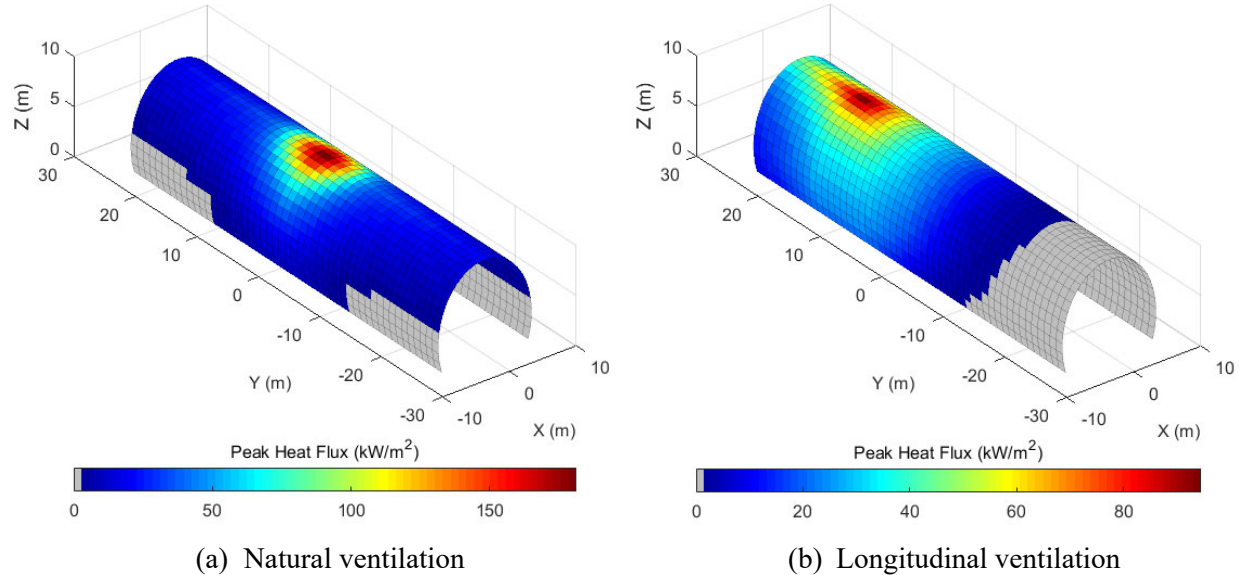 10
5
0
Z (m)
30
20
10
0
-10
-20
-30
Y (m)
-10
0
10
X (m)
Peak Heat Flux (kW/m²)
0 50 100 150
(a) Natural ventilation
10
5
0
Z (m)
30
20
10
0
-10
-20
-30
Y (m)
-10
0
10
X (m)
Peak Heat Flux (kW/m²)
0 20 40 60 80
(b) Longitudinal ventilation